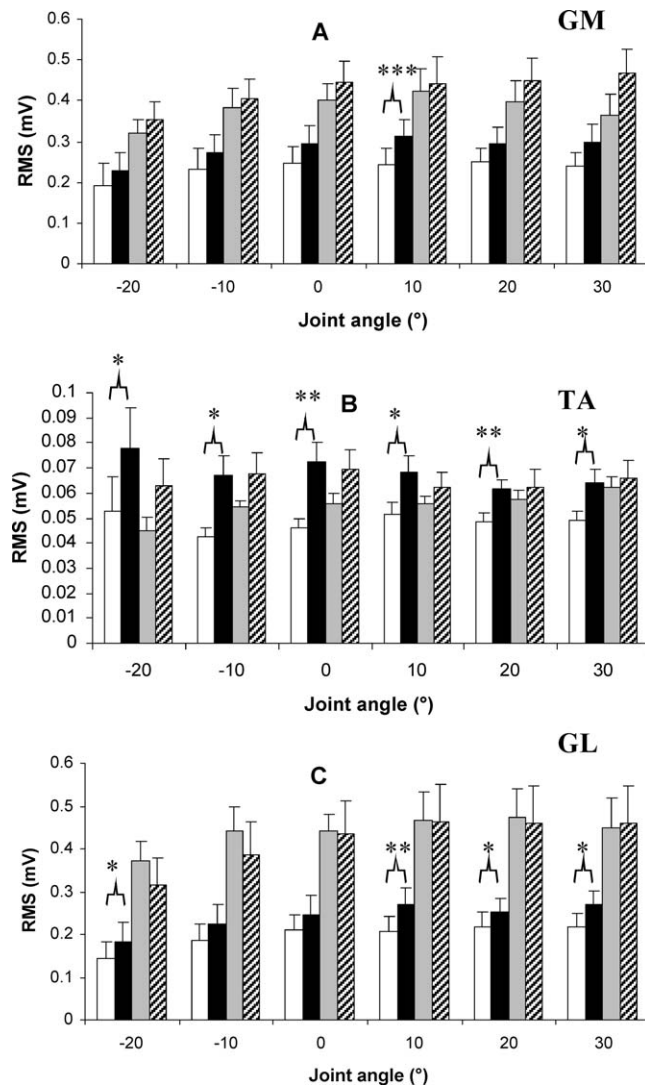 GM
A
***
0.6
0.5
0.4
0.3
0.2
0.1
0
RMS (mV)
-20 -10 0 10 20 30
Joint angle (°)
TA
B
* * ** * ** *
0.1
0.09
0.08
0.07
0.06
0.05
0.04
0.03
0.02
0.01
0
RMS (mV)
-20 -10 0 10 20 30
Joint angle (°)
GL
C
* ** * *
0.6
0.5
0.4
0.3
0.2
0.1
0
RMS (mV)
-20 -10 0 10 20 30
Joint angle (°)